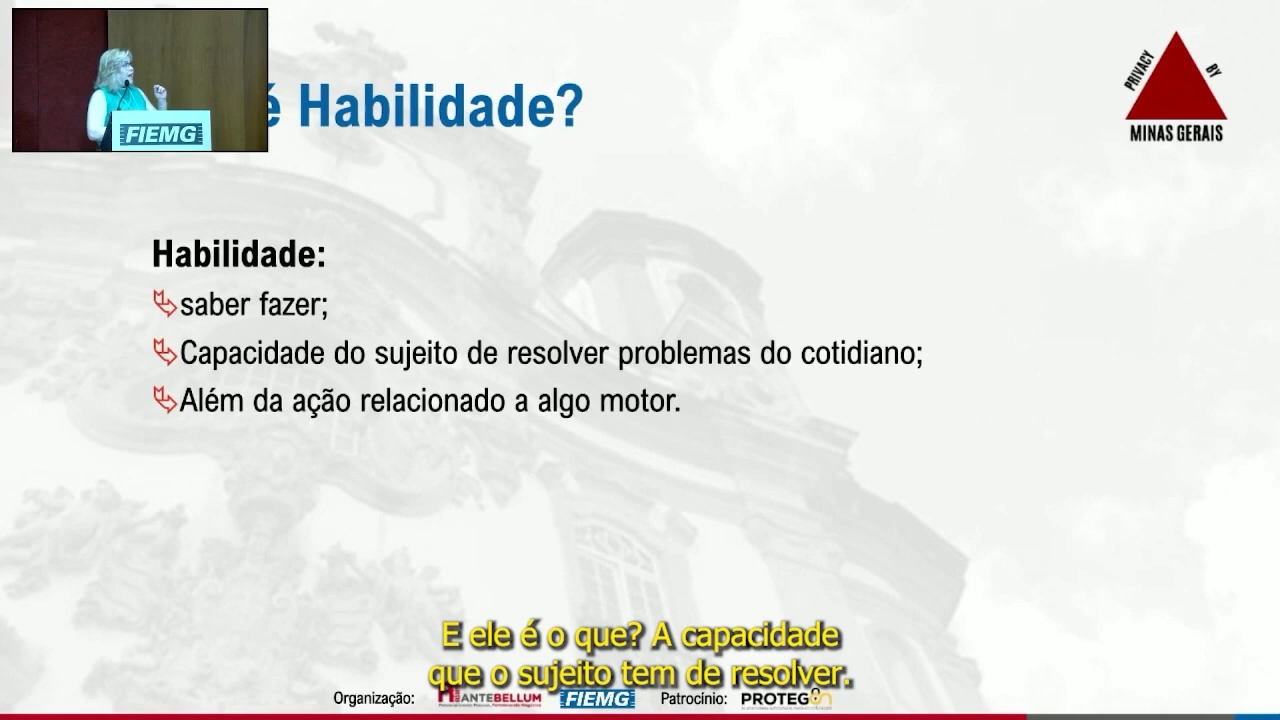 é Habilidade?
PRIVACY BY
MINAS GERAIS
FIEMG
Habilidade:
saber fazer;
Capacidade do sujeito de resolver problemas do cotidiano;
Além da ação relacionado a algo motor.
E ele é o que? A capacidade
que o sujeito tem de resolver.
Organização: ANTEBELLUM FIEMG Patrocínio: PROTEGON